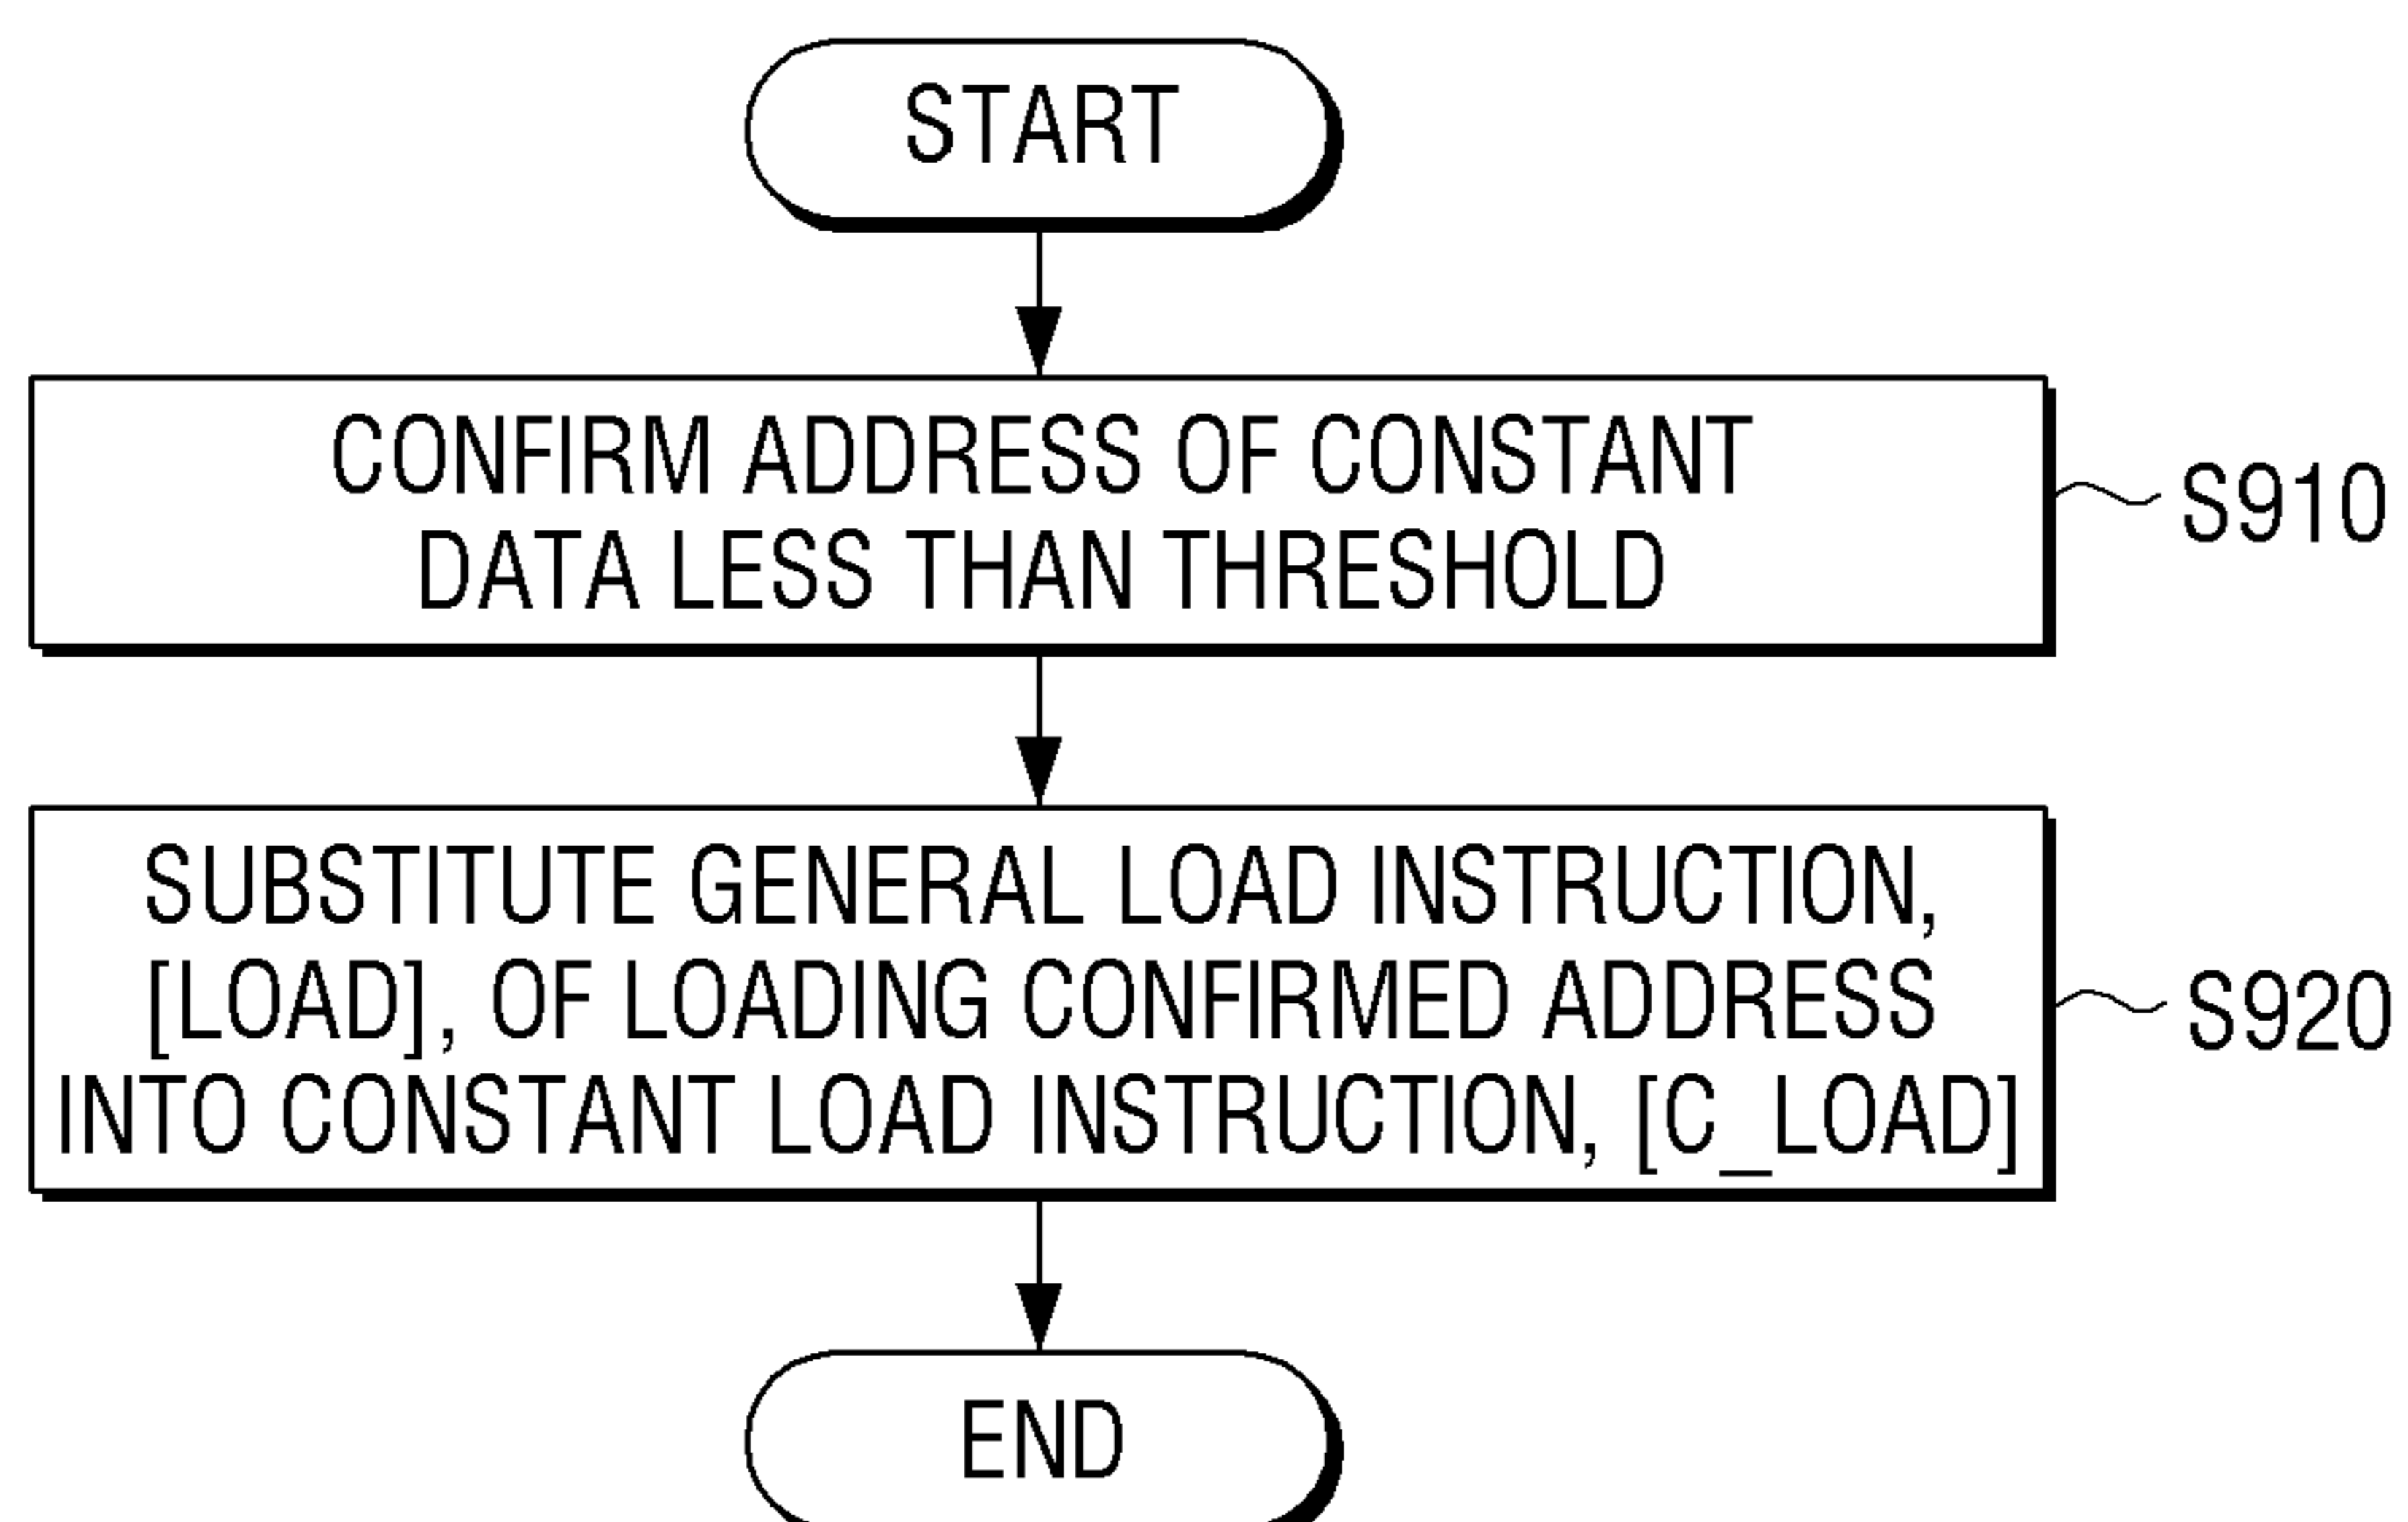 START
CONFIRM ADDRESS OF CONSTANT
DATA LESS THAN THRESHOLD
S910
SUBSTITUTE GENERAL LOAD INSTRUCTION,
[LOAD], OF LOADING CONFIRMED ADDRESS
INTO CONSTANT LOAD INSTRUCTION, [C_LOAD]
S920
END